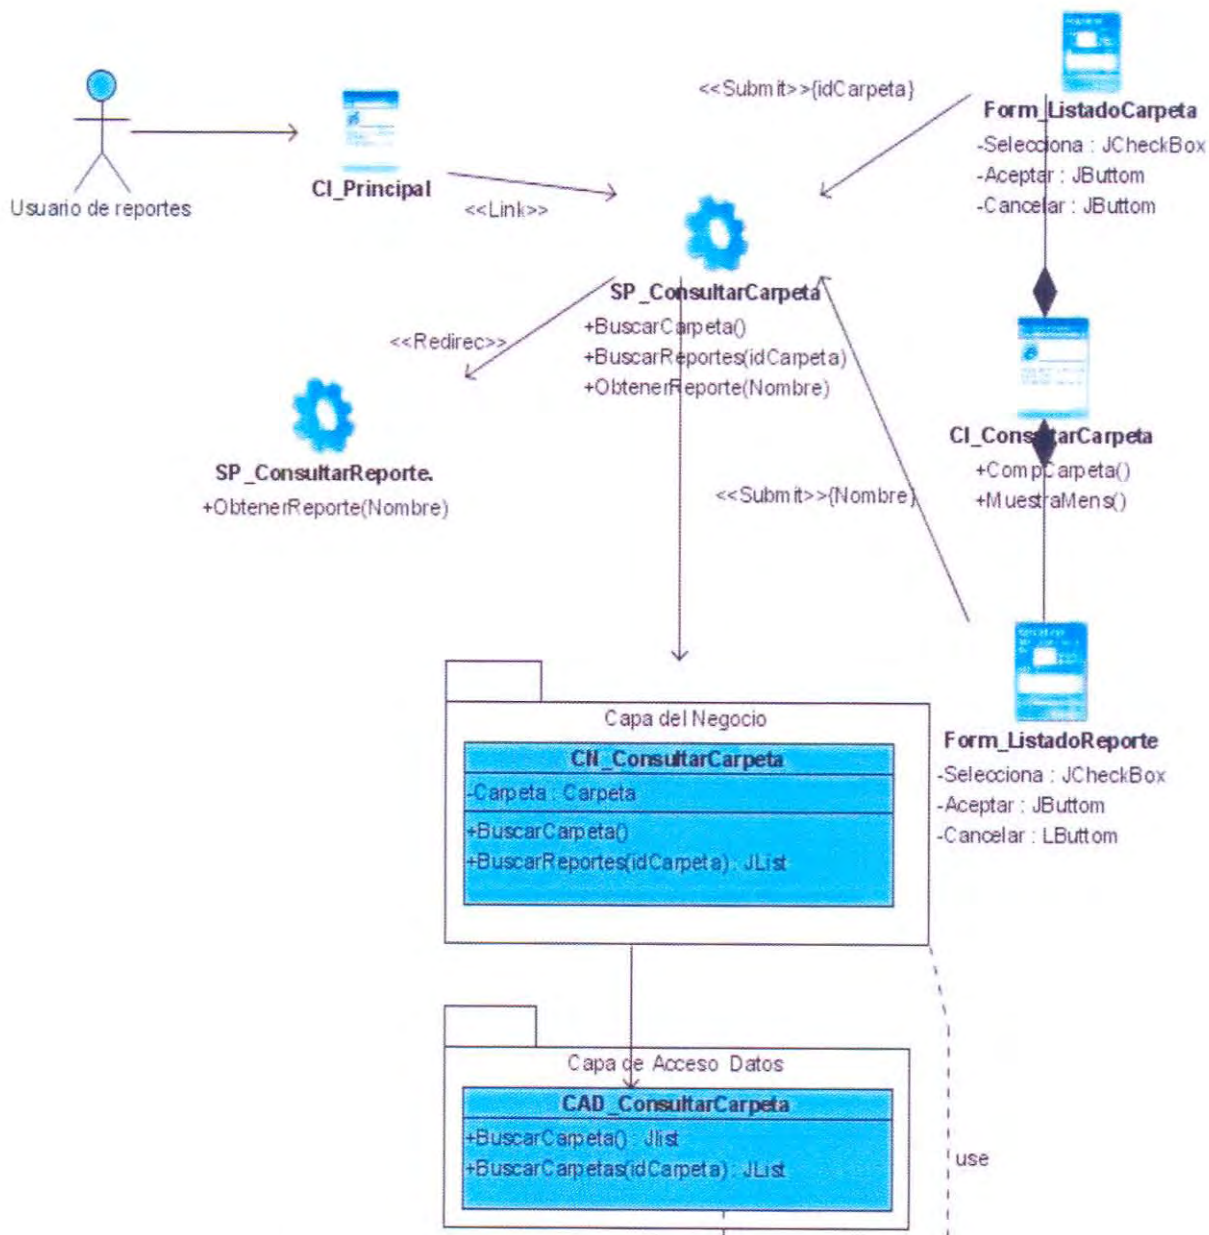 <<Submit>>{idCarpeta}
Form_ListadoCarpeta
-Selecciona : JCheckBox
-Aceptar : JButtom
-Cancelar : JButtom
Usuario de reportes
CI_Principal
<<Link>>
SP_ConsultarCarpeta
+BuscarCarpeta()
+BuscarReportes(idCarpeta)
+ObtenerReporte(Nombre)
<<Redirec>>
SP_ConsultarReporte.
+ObtenerReporte(Nombre)
CI_ConsultarCarpeta
+CompCarpeta()
+MuestraMens()
<<Submit>>{Nombre}
Form_ListadoReporte
-Selecciona : JCheckBox
-Aceptar : JButtom
-Cancelar : LButtom
Capa del Negocio
CN_ConsultarCarpeta
-Carpeta : Carpeta
+BuscarCarpeta()
+BuscarReportes(idCarpeta) : JList
Capa de Acceso Datos
CAD_ConsultarCarpeta
+BuscarCarpeta() : Jlist
+BuscarCarpetas(idCarpeta) : JList
use